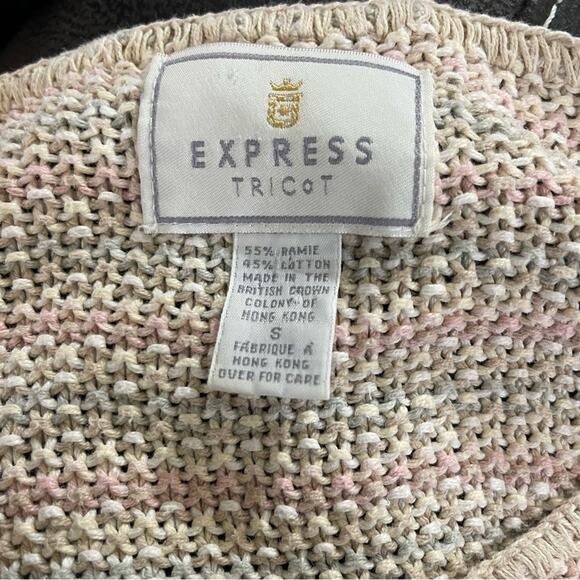 EXPRESS
TRICOT
55% RAMIE
45% COTTON
MADE IN THE
BRITISH CROWN
COLONY OF
HONG KONG
S
FABRIQUE A
HONG KONG
OVER FOR CARE